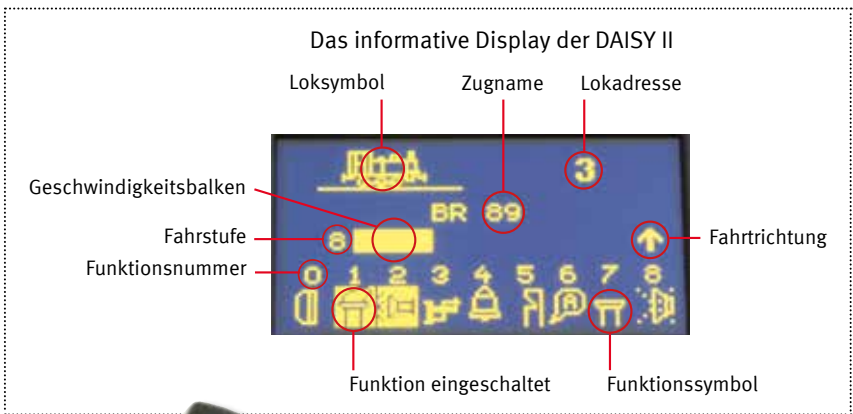 Das informative Display der DAISY II
Loksymbol Zugname Lokadresse
3
Geschwindigkeitsbalken
BR 89
Fahrstufe 8 Fahrtrichtung
Funktionsnummer 0 1 2 3 4 5 6 7 8
A
Funktion eingeschaltet Funktionssymbol